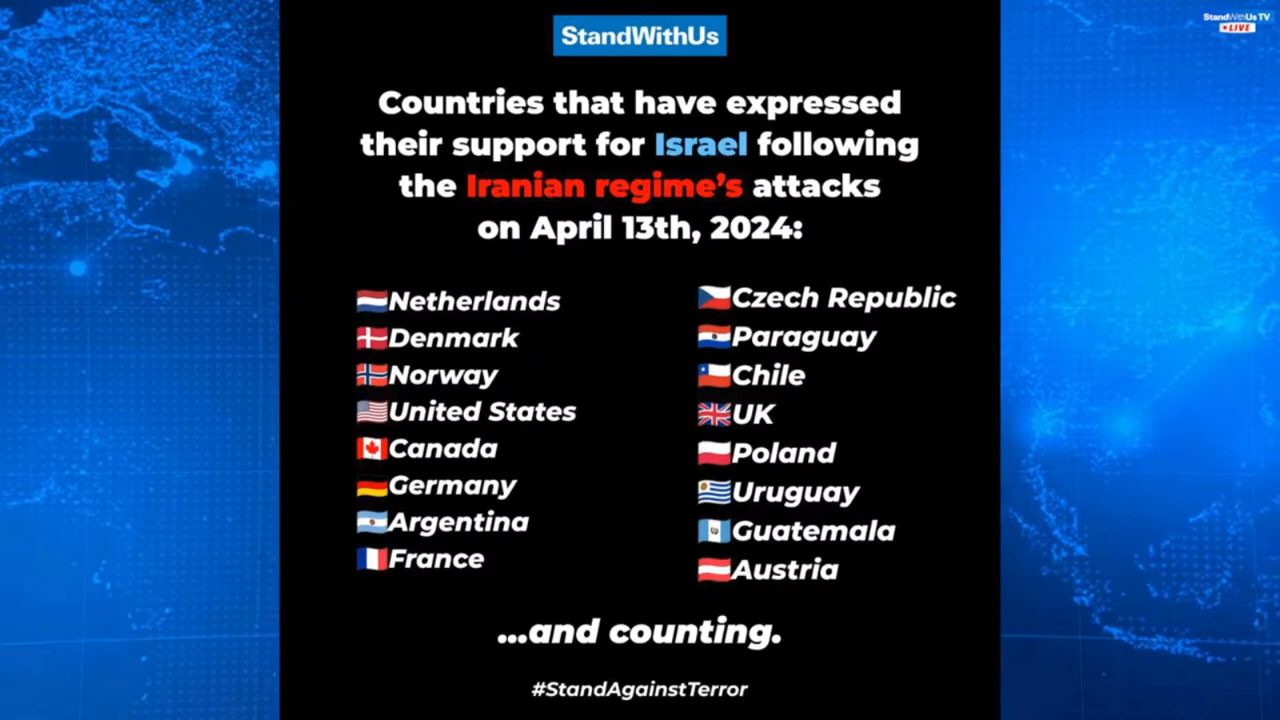 StandWithUs
StandWithUs TV
LIVE
Countries that have expressed
their support for Israel following
the Iranian regime's attacks
on April 13th, 2024:
Netherlands
Denmark
Norway
United States
Canada
Germany
Argentina
France
Czech Republic
Paraguay
Chile
UK
Poland
Uruguay
Guatemala
Austria
...and counting.
#StandAgainstTerror